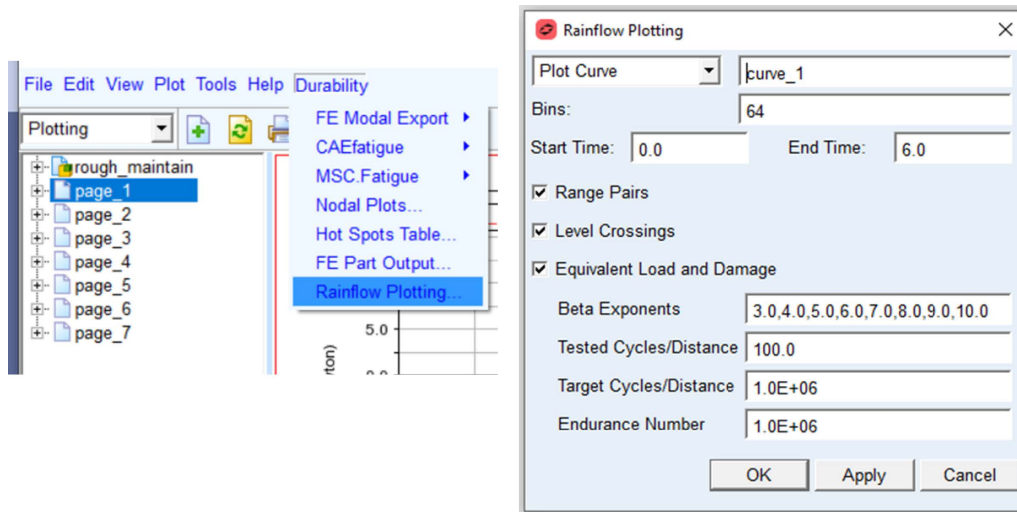 File Edit View Plot Tools Help Durability
Plotting
rough_maintain
page_1
page_2
page_3
page_4
page_5
page_6
page_7
FE Modal Export
CAEfatigue
MSC.Fatigue
Nodal Plots...
Hot Spots Table...
FE Part Output...
Rainflow Plotting...
5.0
Rainflow Plotting
Plot Curve curve_1
Bins: 64
Start Time: 0.0 End Time: 6.0
Range Pairs
Level Crossings
Equivalent Load and Damage
Beta Exponents 3.0,4.0,5.0,6.0,7.0,8.0,9.0,10.0
Tested Cycles/Distance 100.0
Target Cycles/Distance 1.0E+06
Endurance Number 1.0E+06
OK Apply Cancel